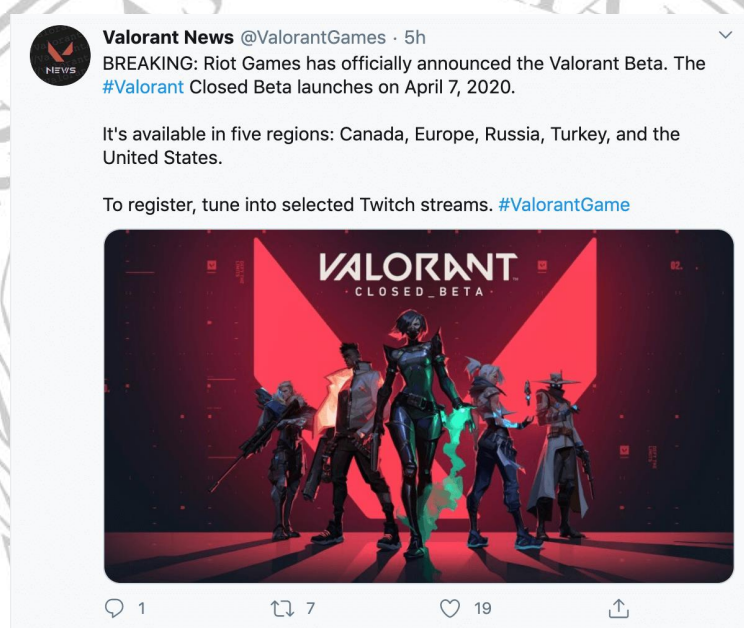 Valorant News @ValorantGames · 5h
BREAKING: Riot Games has officially announced the Valorant Beta. The
#Valorant Closed Beta launches on April 7, 2020.
It's available in five regions: Canada, Europe, Russia, Turkey, and the
United States.
To register, tune into selected Twitch streams. #ValorantGame
NEWS
VALORANT
CLOSED_BETA
02.
1
7
19